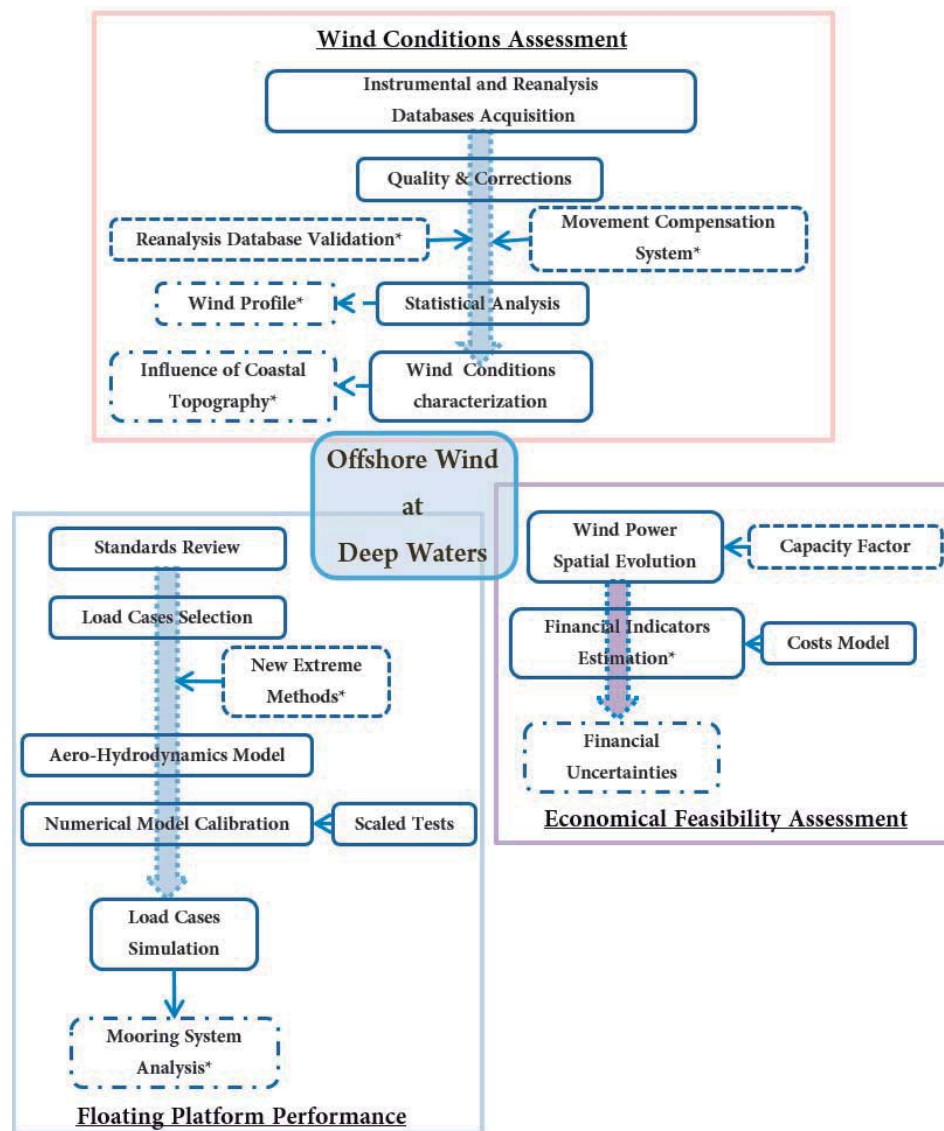 Wind Conditions Assessment
Instrumental and Reanalysis
Databases Acquisition
Quality & Corrections
Reanalysis Database Validation*
Movement Compensation
System*
Wind Profile*
Statistical Analysis
Influence of Coastal
Topography*
Wind Conditions
characterization
Offshore Wind
at
Deep Waters
Standards Review
Load Cases Selection
New Extreme
Methods*
Aero-Hydrodynamics Model
Numerical Model Calibration
Scaled Tests
Load Cases
Simulation
Mooring System
Analysis*
Floating Platform Performance
Wind Power
Spatial Evolution
Capacity Factor
Financial Indicators
Estimation*
Costs Model
Financial
Uncertainties
Economical Feasibility Assessment